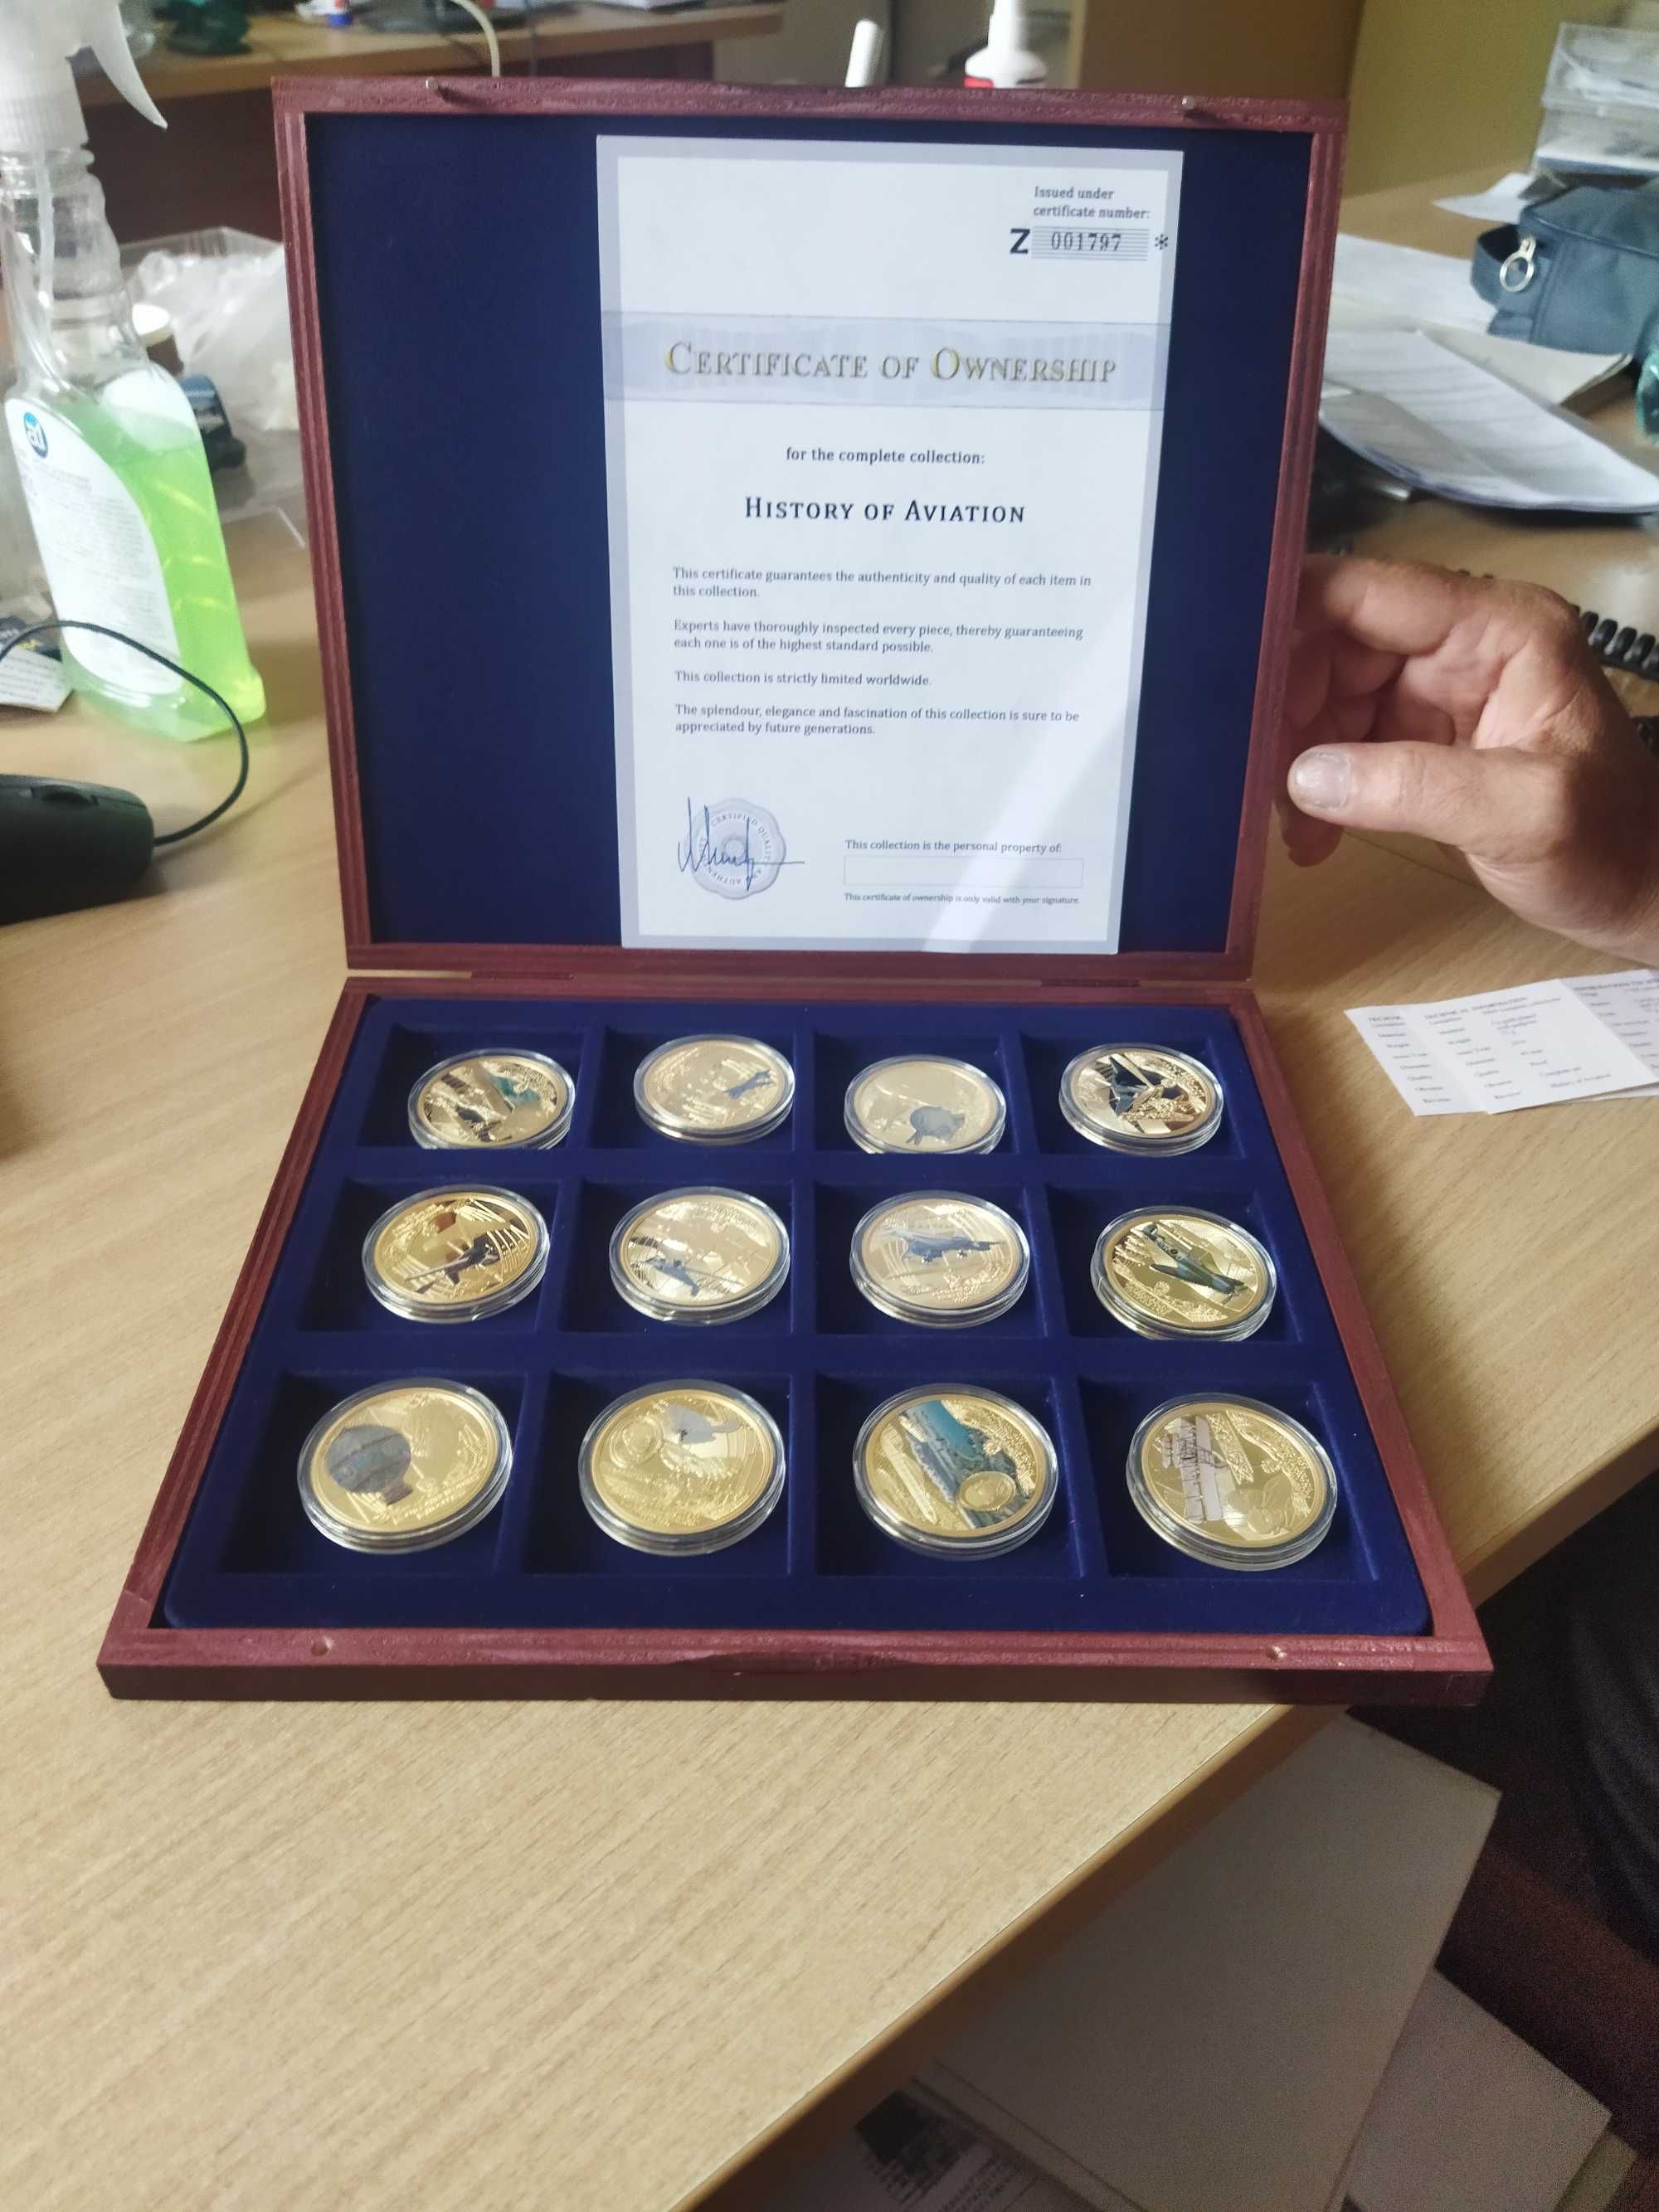 Issued under
certificate number:
Z 001797 *
CERTIFICATE OF OWNERSHIP
for the complete collection:
HISTORY OF AVIATION
This certificate guarantees the authenticity and quality of each item in
this collection.
Experts have thoroughly inspected every piece, thereby guaranteeing
each one is of the highest standard possible.
This collection is strictly limited worldwide.
The splendour, elegance and fascination of this collection is sure to be
appreciated by future generations.
CERTIFIED QUALITY
This collection is the personal property of:
This certificate of ownership is only valid with your signature